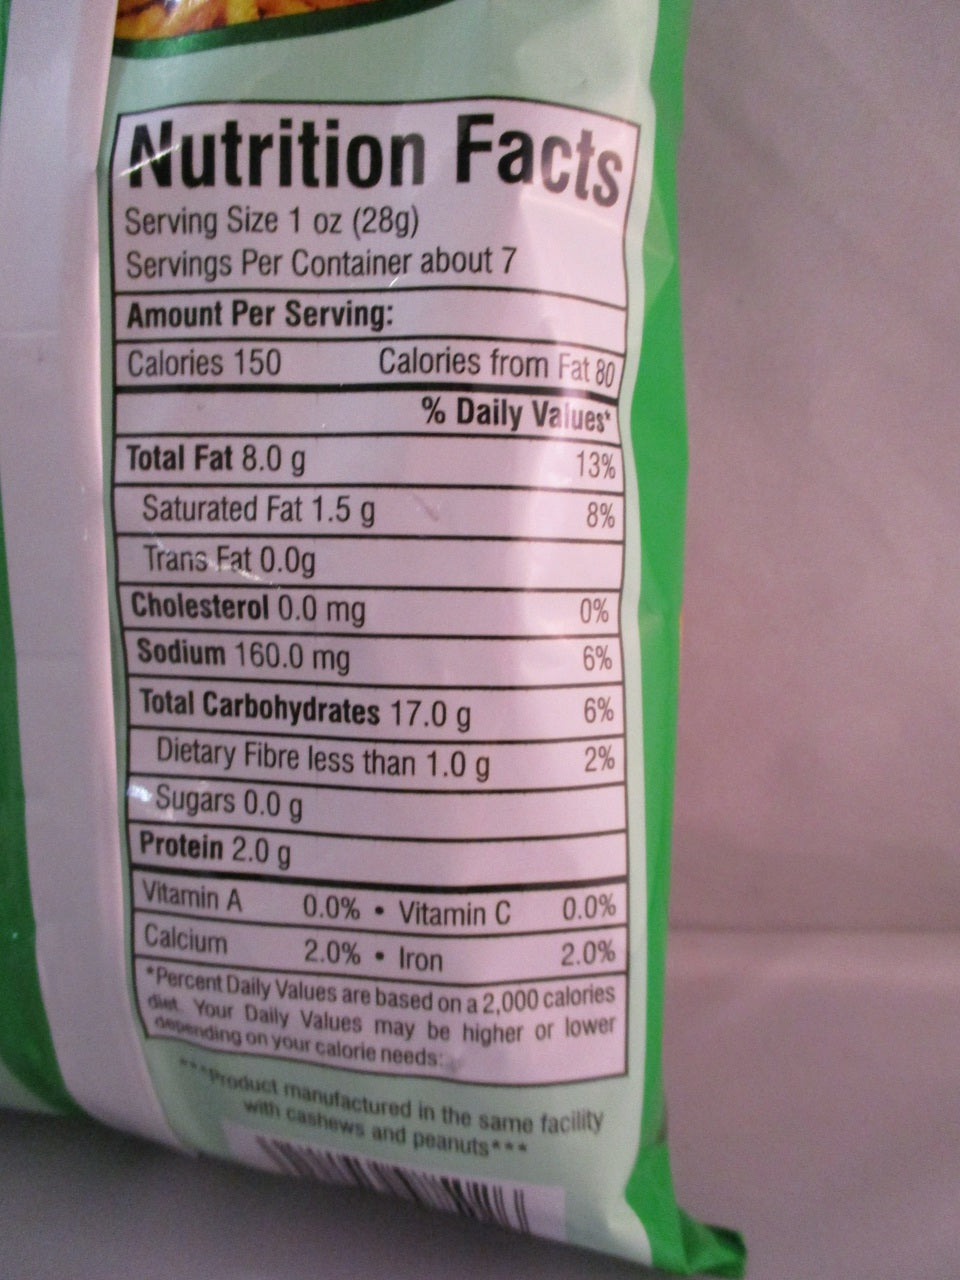 Nutrition Facts
Serving Size 1 oz (28g)
Servings Per Container about 7
Amount Per Serving:
Calories 150 Calories from Fat 80
% Daily Values*
Total Fat 8.0 g 13%
Saturated Fat 1.5 g 8%
Trans Fat 0.0g
Cholesterol 0.0 mg 0%
Sodium 160.0 mg 6%
Total Carbohydrates 17.0 g 6%
Dietary Fibre less than 1.0 g 2%
Sugars 0.0 g
Protein 2.0 g
Vitamin A 0.0% • Vitamin C 0.0%
Calcium 2.0% • Iron 2.0%
*Percent Daily Values are based on a 2,000 calories
diet. Your Daily Values may be higher or lower
depending on your calorie needs:
***Product manufactured in the same facility
with cashews and peanuts***